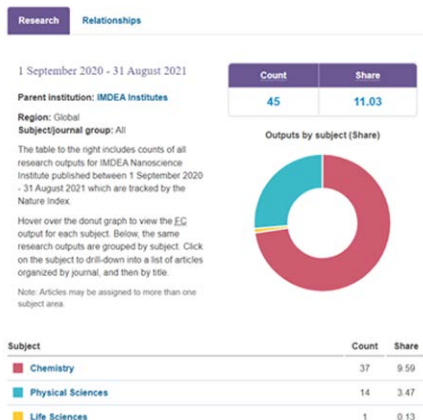 Research Relationships
1 September 2020 - 31 August 2021
Parent institution: IMDEA Institutes
Region: Global
Subject/journal group: All
The table to the right includes counts of all
research outputs for IMDEA Nanoscience
Institute published between 1 September 2020
- 31 August 2021 which are tracked by the
Nature Index.
Hover over the donut graph to view the FC
output for each subject. Below, the same
research outputs are grouped by subject. Click
on the subject to drill-down into a list of articles
organized by journal, and then by title.
Note: Articles may be assigned to more than one
subject area.
Count Share
45 11.03
Outputs by subject (Share)
Subject Count Share
Chemistry 37 9.59
Physical Sciences 14 3.47
Life Sciences 1 0.13